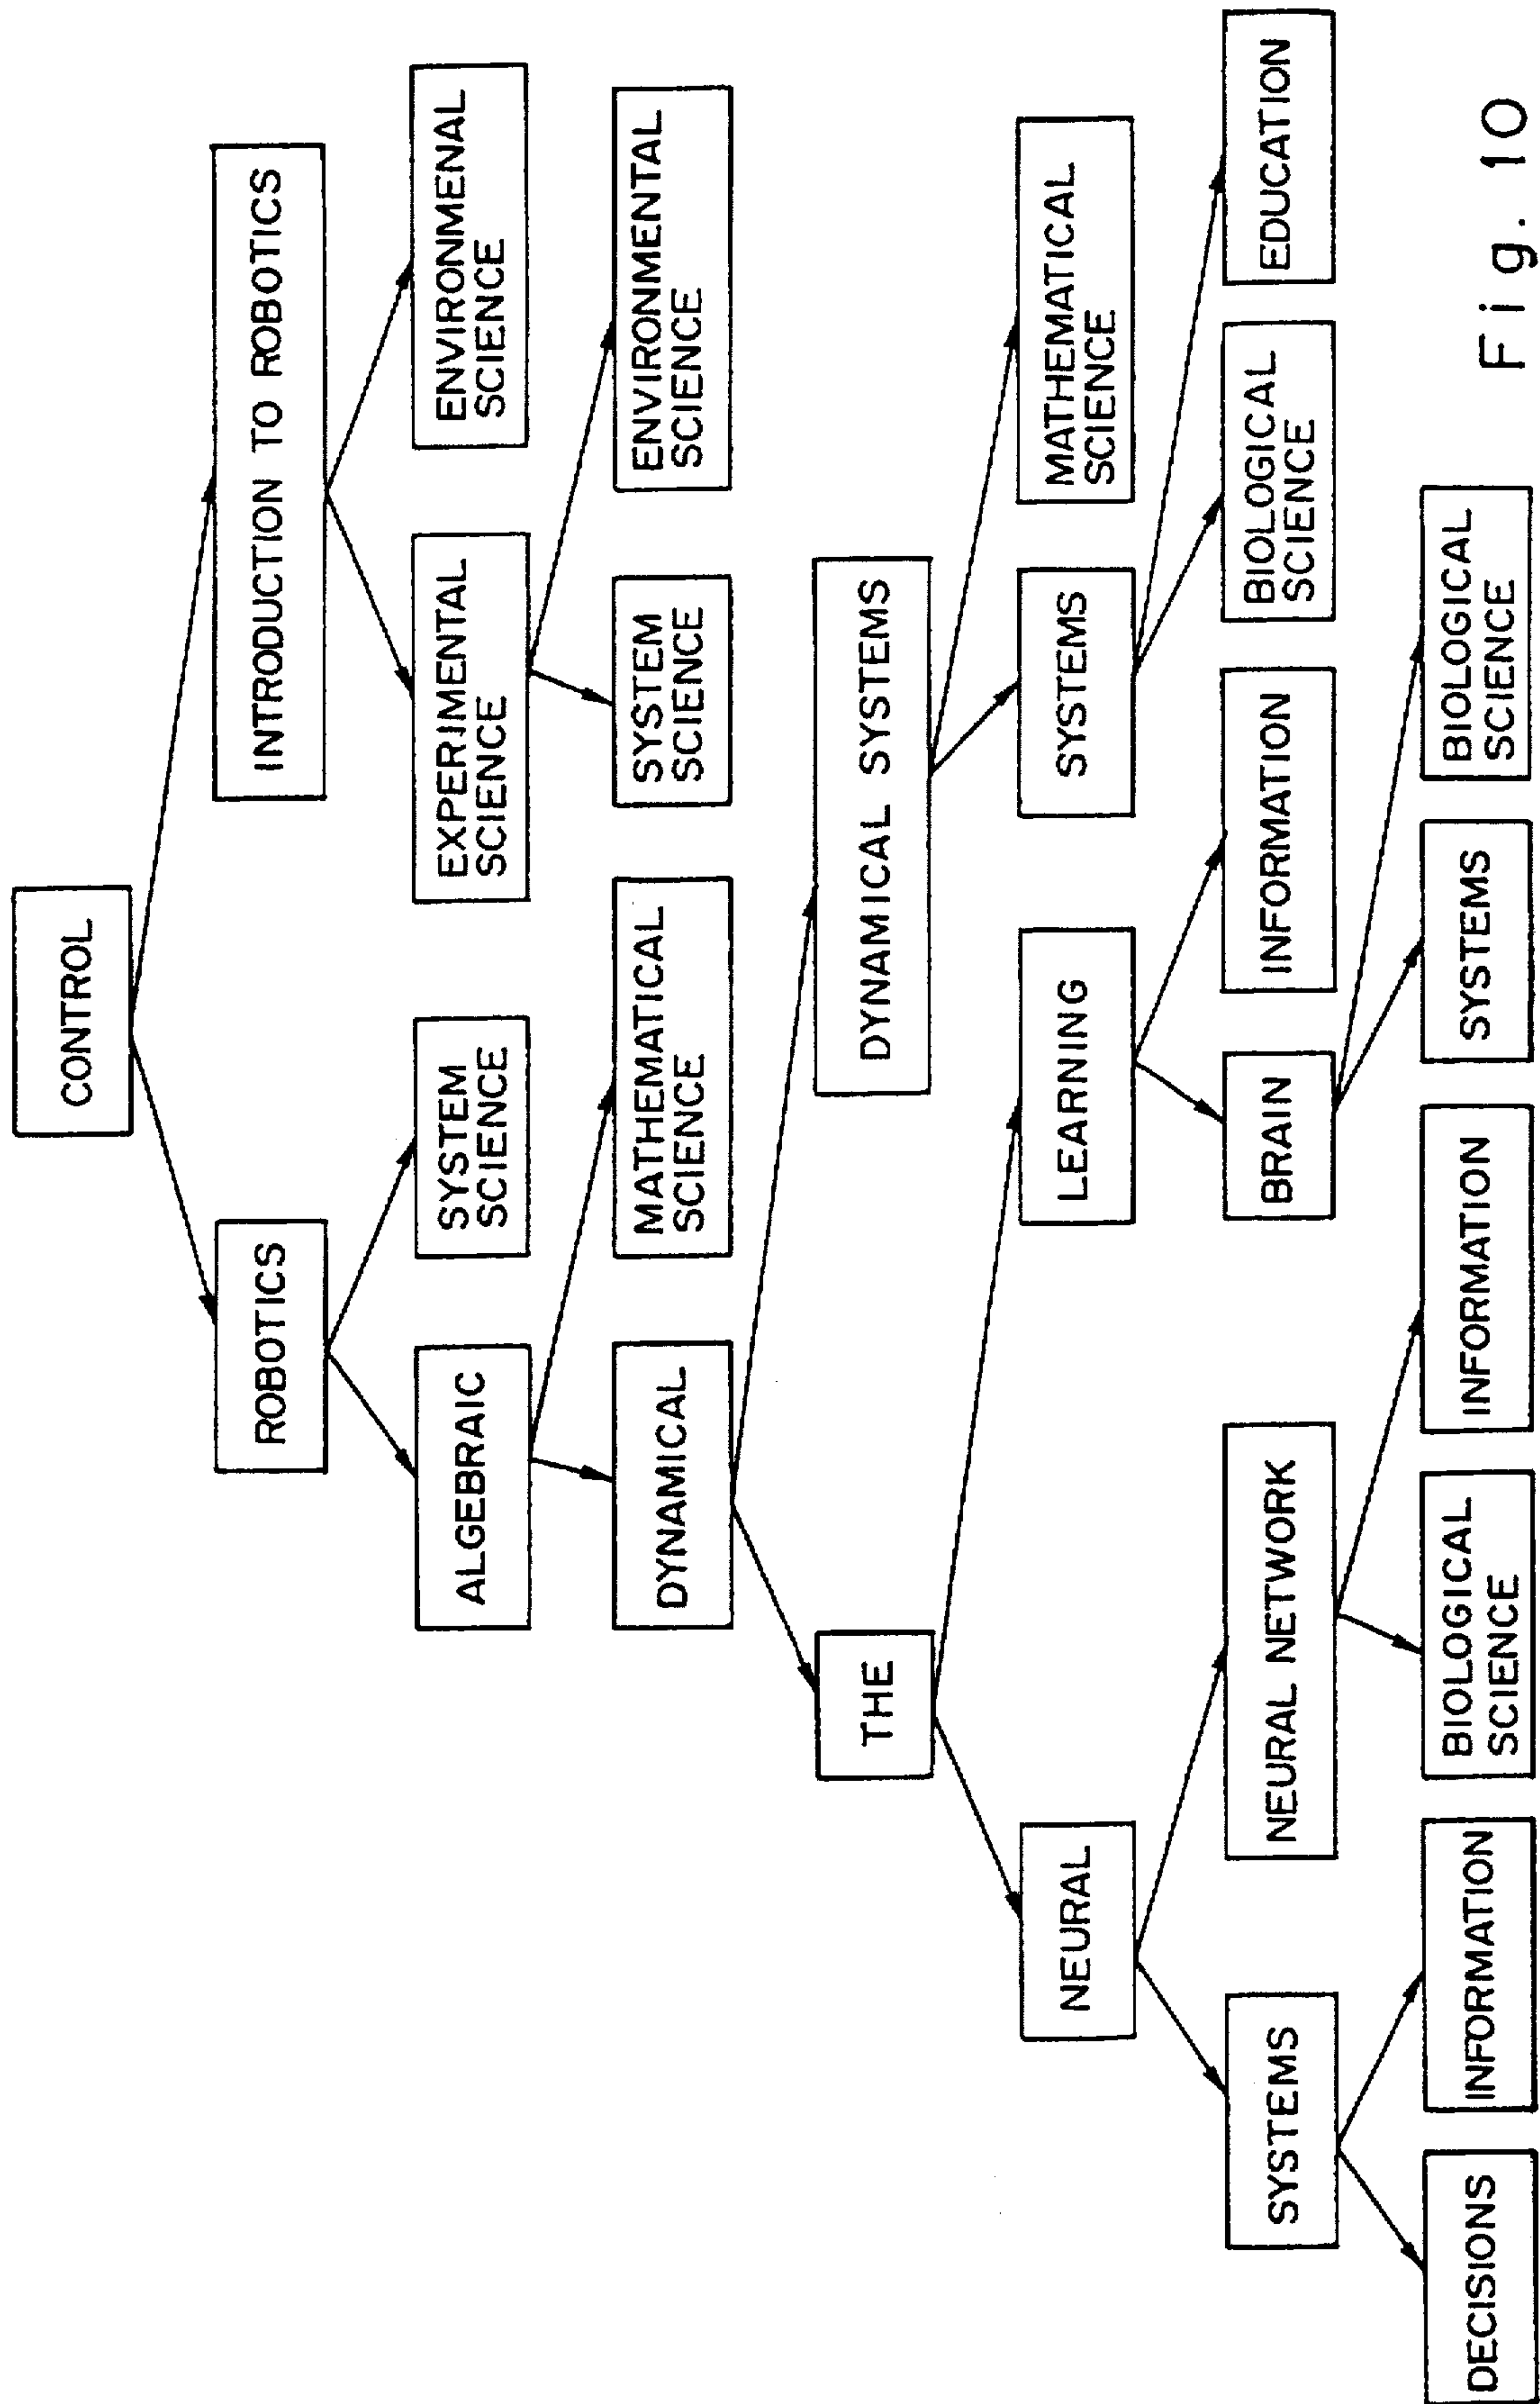 CONTROL
ROBOTICS
INTRODUCTION TO ROBOTICS
ALGEBRAIC
SYSTEM
SCIENCE
EXPERIMENTAL
SCIENCE
ENVIRONMENAL
SCIENCE
DYNAMICAL
MATHEMATICAL
SCIENCE
SYSTEM
SCIENCE
ENVIRONMENTAL
SCIENCE
THE
DYNAMICAL SYSTEMS
NEURAL
LEARNING
SYSTEMS
MATHEMATICAL
SCIENCE
SYSTEMS
NEURAL NETWORK
BRAIN
INFORMATION
BIOLOGICAL
SCIENCE
EDUCATION
DECISIONS
INFORMATION
BIOLOGICAL
SCIENCE
INFORMATION
SYSTEMS
BIOLOGICAL
SCIENCE
Fig. 10